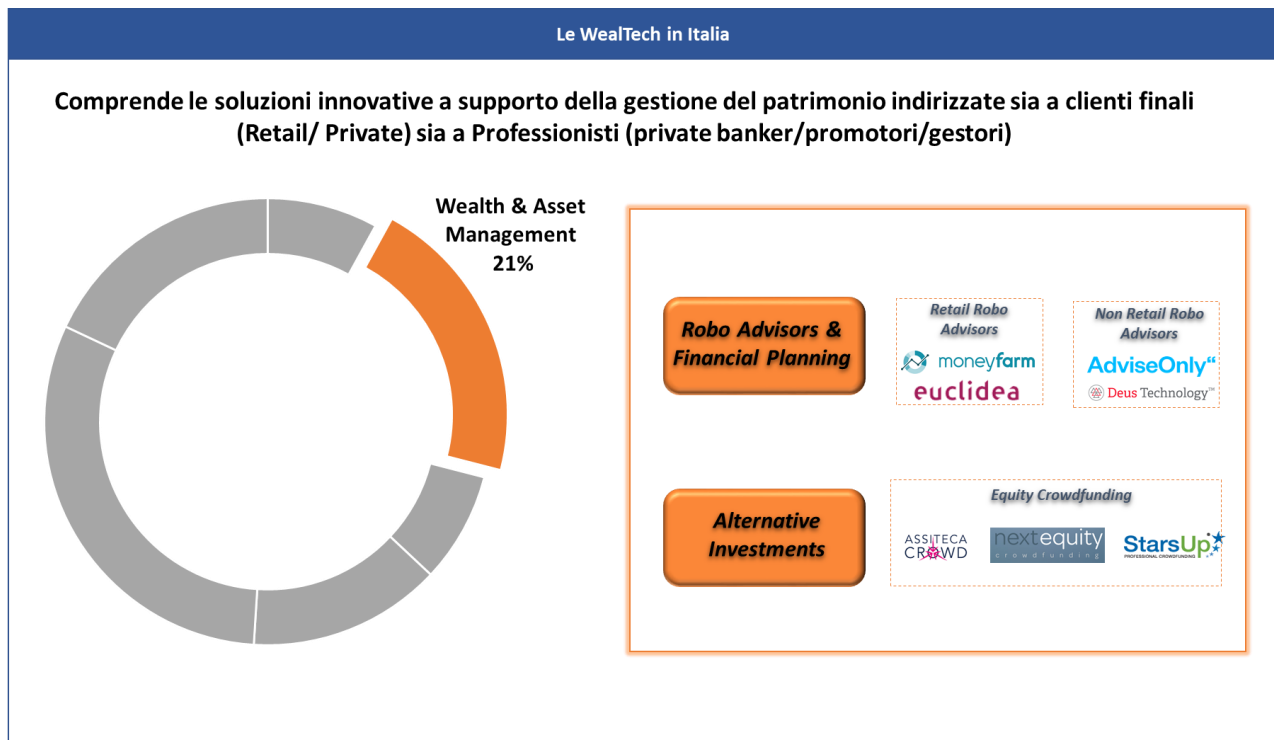 Le WealTech in Italia
Comprende le soluzioni innovative a supporto della gestione del patrimonio indirizzate sia a clienti finali
(Retail/ Private) sia a Professionisti (private banker/promotori/gestori)
Wealth & Asset
Management
21%
Robo Advisors &
Financial Planning
Retail Robo
Advisors
moneyfarm
euclidea
Non Retail Robo
Advisors
AdviseOnly“
Deus Technology™
Alternative
Investments
Equity Crowdfunding
ASSITECA
CROWD
nextequity
crowdfunding
StarsUp
PROFESSIONAL CROWDFUNDING